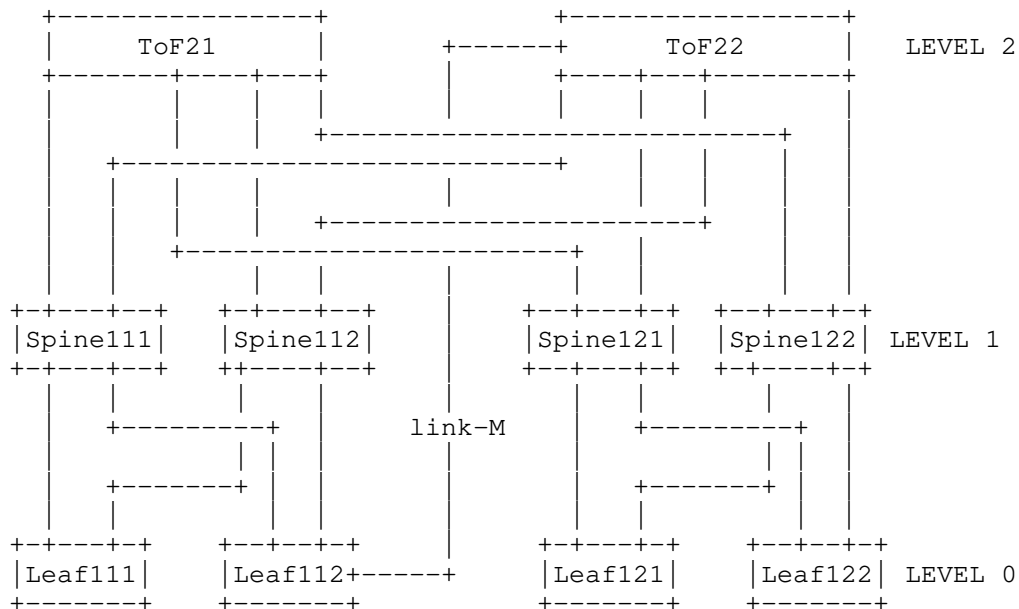 ToF21 ToF22 LEVEL 2
Spine111 Spine112 Spine121 Spine122 LEVEL 1
link-M
Leaf111 Leaf112 Leaf121 Leaf122 LEVEL 0